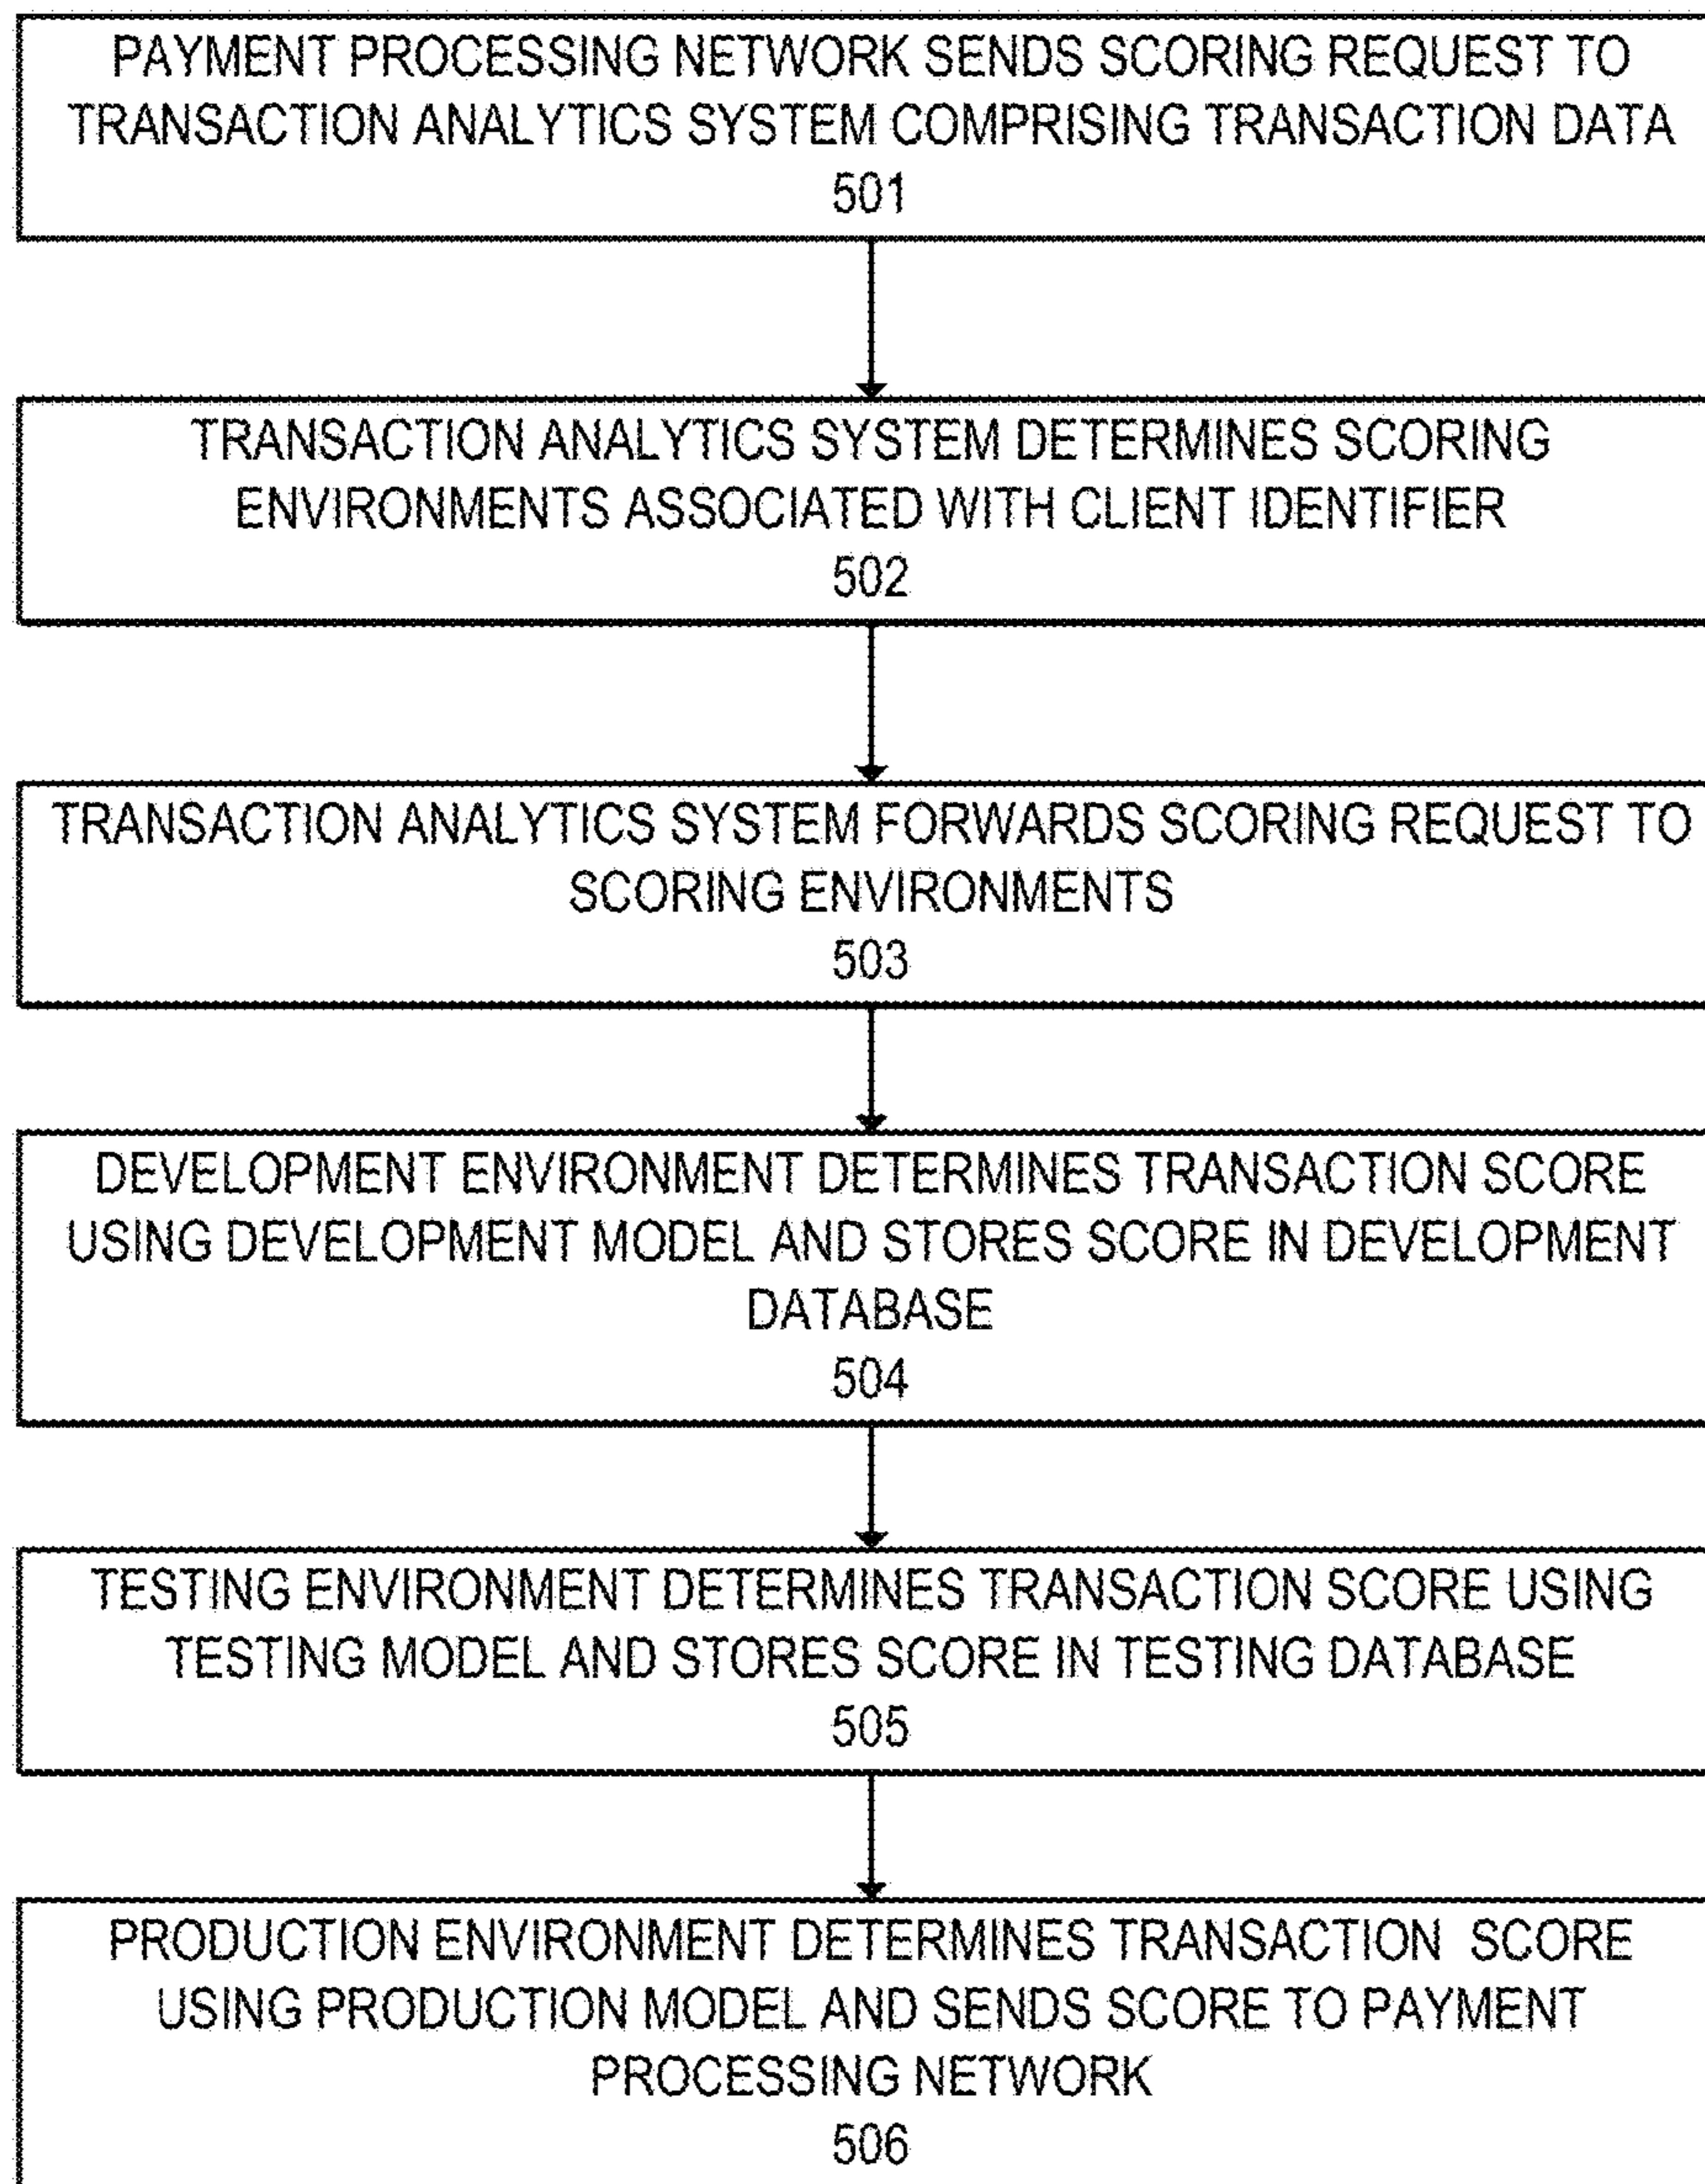 PAYMENT PROCESSING NETWORK SENDS SCORING REQUEST TO
TRANSACTION ANALYTICS SYSTEM COMPRISING TRANSACTION DATA
501
TRANSACTION ANALYTICS SYSTEM DETERMINES SCORING
ENVIRONMENTS ASSOCIATED WITH CLIENT IDENTIFIER
502
TRANSACTION ANALYTICS SYSTEM FORWARDS SCORING REQUEST TO
SCORING ENVIRONMENTS
503
DEVELOPMENT ENVIRONMENT DETERMINES TRANSACTION SCORE
USING DEVELOPMENT MODEL AND STORES SCORE IN DEVELOPMENT
DATABASE
504
TESTING ENVIRONMENT DETERMINES TRANSACTION SCORE USING
TESTING MODEL AND STORES SCORE IN TESTING DATABASE
505
PRODUCTION ENVIRONMENT DETERMINES TRANSACTION SCORE
USING PRODUCTION MODEL AND SENDS SCORE TO PAYMENT
PROCESSING NETWORK
506